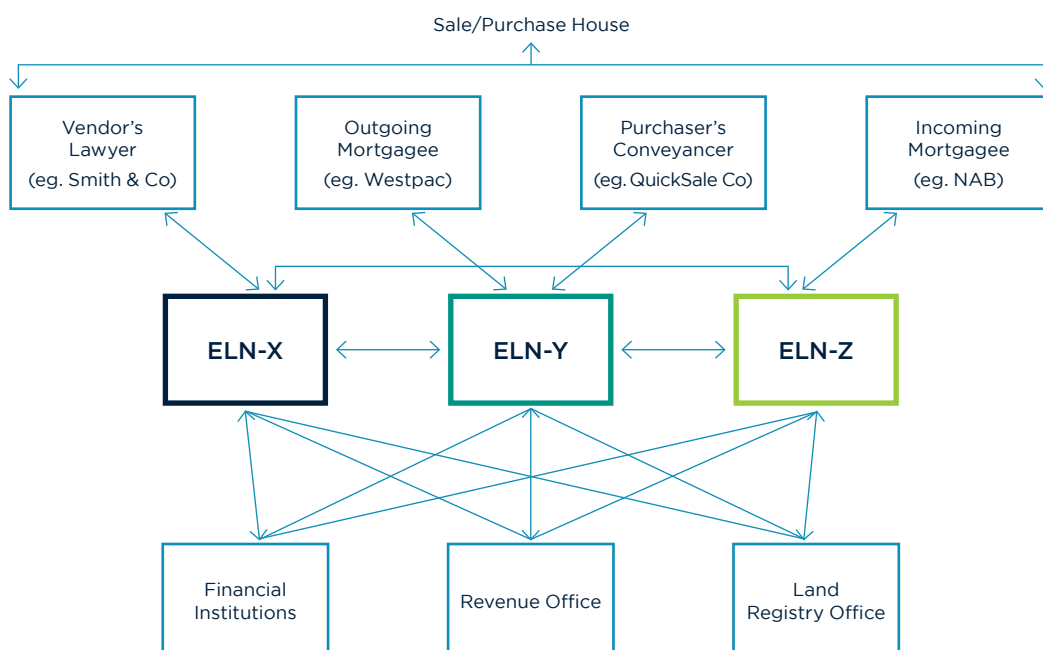 Sale/Purchase House
Vendor's
Lawyer
(eg. Smith & Co)
Outgoing
Mortgagee
(eg. Westpac)
Purchaser's
Conveyancer
(eg. QuickSale Co)
Incoming
Mortgagee
(eg. NAB)
ELN-X
ELN-Y
ELN-Z
Financial
Institutions
Revenue Office
Land
Registry Office